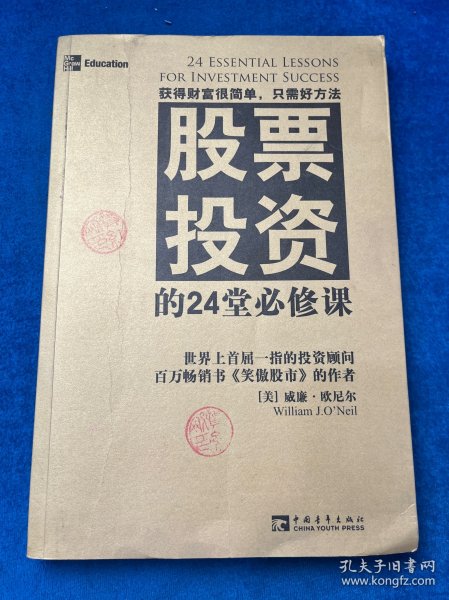 Mc
Graw
Hill
Education
24 ESSENTIAL LESSONS
FOR INVESTMENT SUCCESS
获得财富很简单，只需好方法
股票
投资
的24堂必修课
世界上首屈一指的投资顾问
百万畅销书《笑傲股市》的作者
[美] 威廉·欧尼尔
William J.O'Neil
中国青年出版社
CHINA YOUTH PRESS
孔夫子旧书网
www.kongfz.com